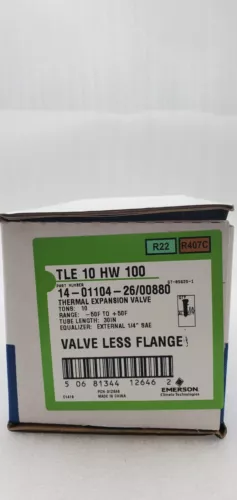 R22 R407C
TLE 10 HW 100
PART NUMBER
14-01104-26/00880
THERMAL EXPANSION VALVE
TONS: 10
RANGE: -50F TO +50F
TUBE LENGTH: 30IN
EQUALIZER: EXTERNAL 1/4" SAE
VALVE LESS FLANGE
5 06 81344 12646 2
EMERSON
Climate Technologies
MADE IN CHINA